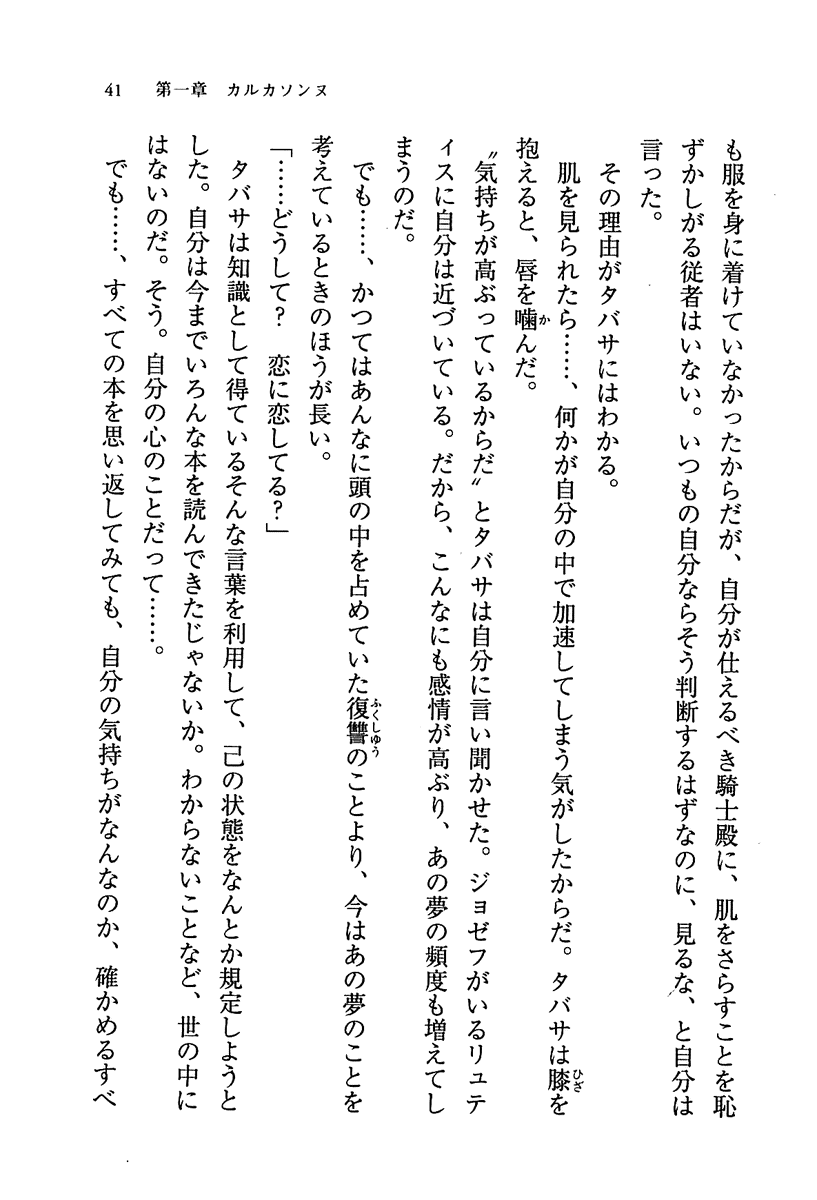 41　第一章　カルカソンヌ
も服を身に着けていなかったからだが、自分が仕えるべき騎士殿に、肌をさらすことを恥
ずかしがる従者はいない。いつもの自分ならそう判断するはずなのに、見るな、と自分は
言った。
　その理由がタバサにはわかる。
　肌を見られたら……、何かが自分の中で加速してしまう気がしたからだ。タバサは膝を
抱えると、唇を噛んだ。
　〝気持ちが高ぶっているからだ〟とタバサは自分に言い聞かせた。ジョゼフがいるリュテ
ィスに自分は近づいている。だから、こんなにも感情が高ぶり、あの夢の頻度も増えてし
まうのだ。
　でも……、かつてはあんなに頭の中を占めていた復讐のことより、今はあの夢のことを
考えているときのほうが長い。
「……どうして？　恋に恋してる？」
　タバサは知識として得ているそんな言葉を利用して、己の状態をなんとか規定しようと
した。自分は今までいろんな本を読んできたじゃないか。わからないことなど、世の中に
はないのだ。そう。自分の心のことだって……。
　でも……、すべての本を思い返してみても、自分の気持ちがなんなのか、確かめるすべ
ひざ
か
ふくしゅう